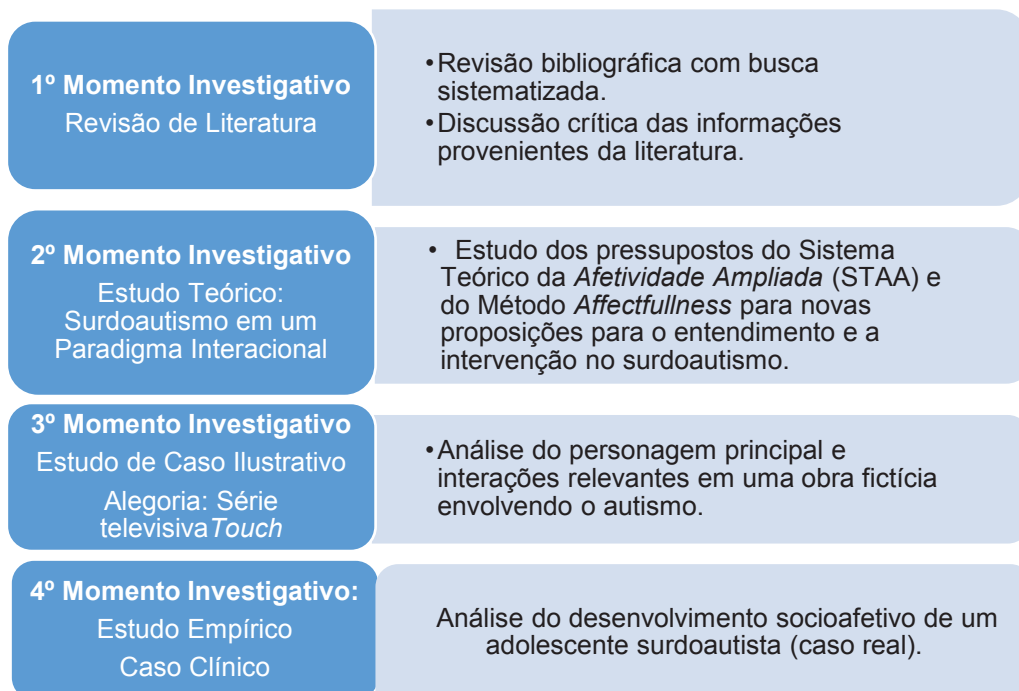 1º Momento Investigativo
Revisão de Literatura
•Revisão bibliográfica com busca
sistematizada.
•Discussão crítica das informações
provenientes da literatura.
2º Momento Investigativo
Estudo Teórico:
Surdoautismo em um
Paradigma Interacional
• Estudo dos pressupostos do Sistema
Teórico da Afetividade Ampliada (STAA) e
do Método Affectfullness para novas
proposições para o entendimento e a
intervenção no surdoautismo.
3º Momento Investigativo
Estudo de Caso Ilustrativo
Alegoria: Série
televisivaTouch
•Análise do personagem principal e
interações relevantes em uma obra fictícia
envolvendo o autismo.
4º Momento Investigativo:
Estudo Empírico
Caso Clínico
Análise do desenvolvimento socioafetivo de um
adolescente surdoautista (caso real).